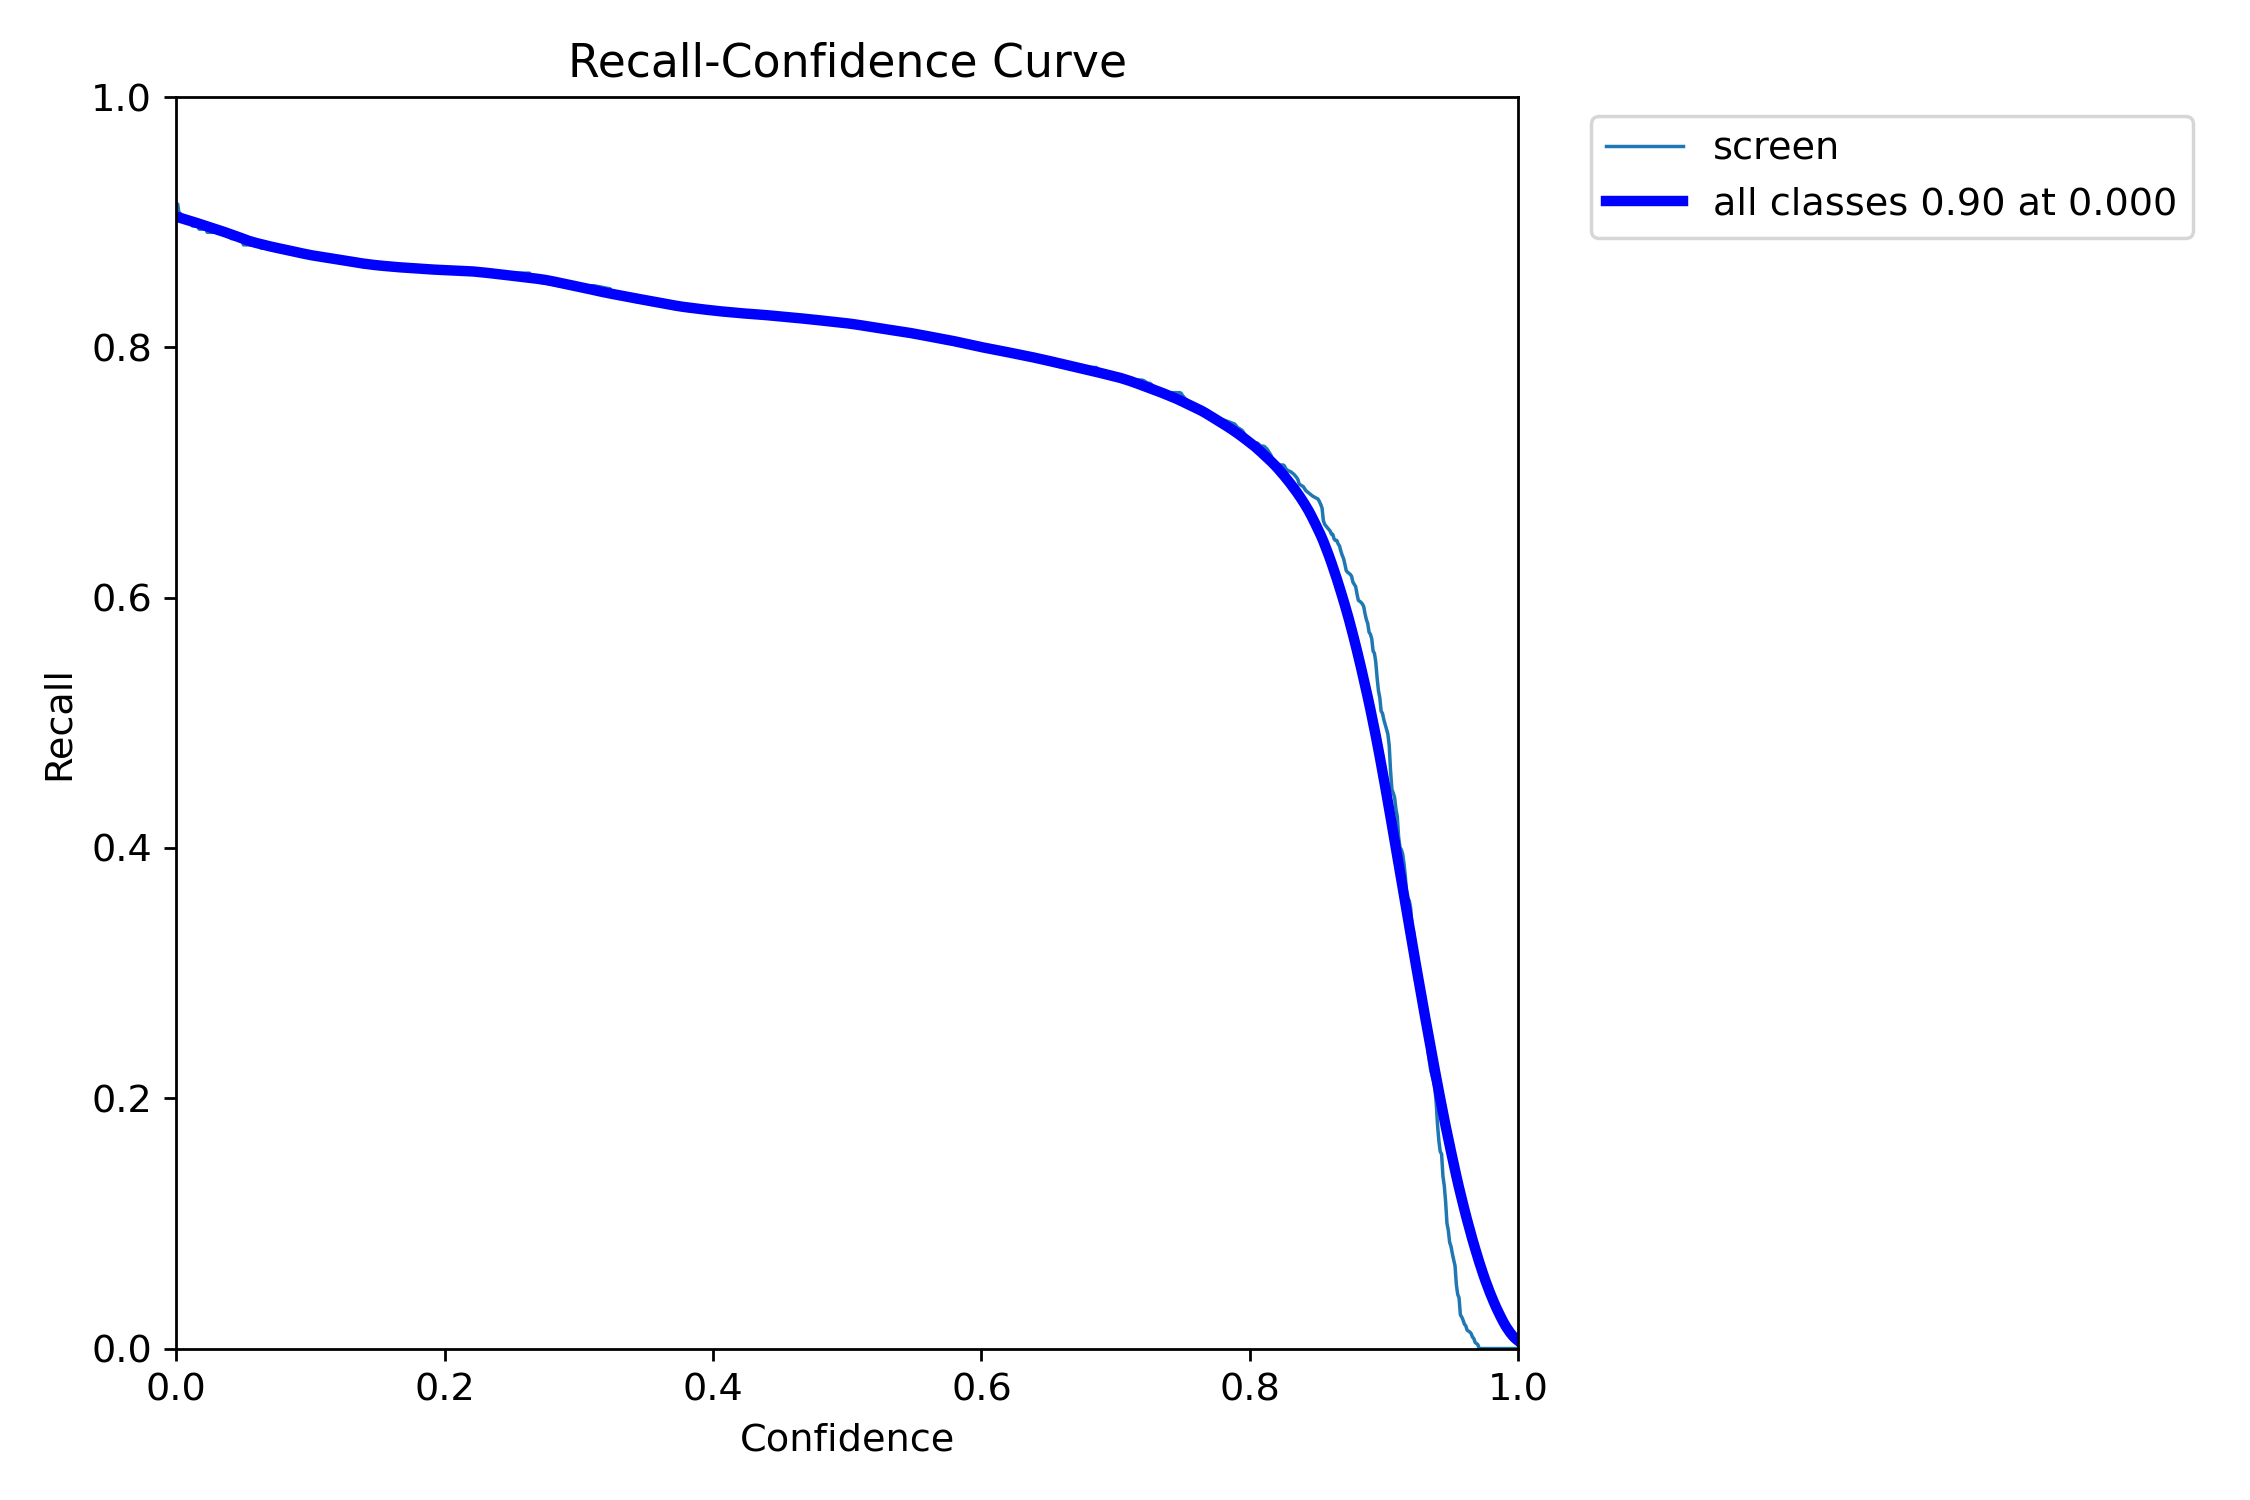 Recall-Confidence Curve
screen
all classes 0.90 at 0.000
1.0
0.8
0.6
0.4
0.2
0.0
Recall
0.0 0.2 0.4 0.6 0.8 1.0
Confidence